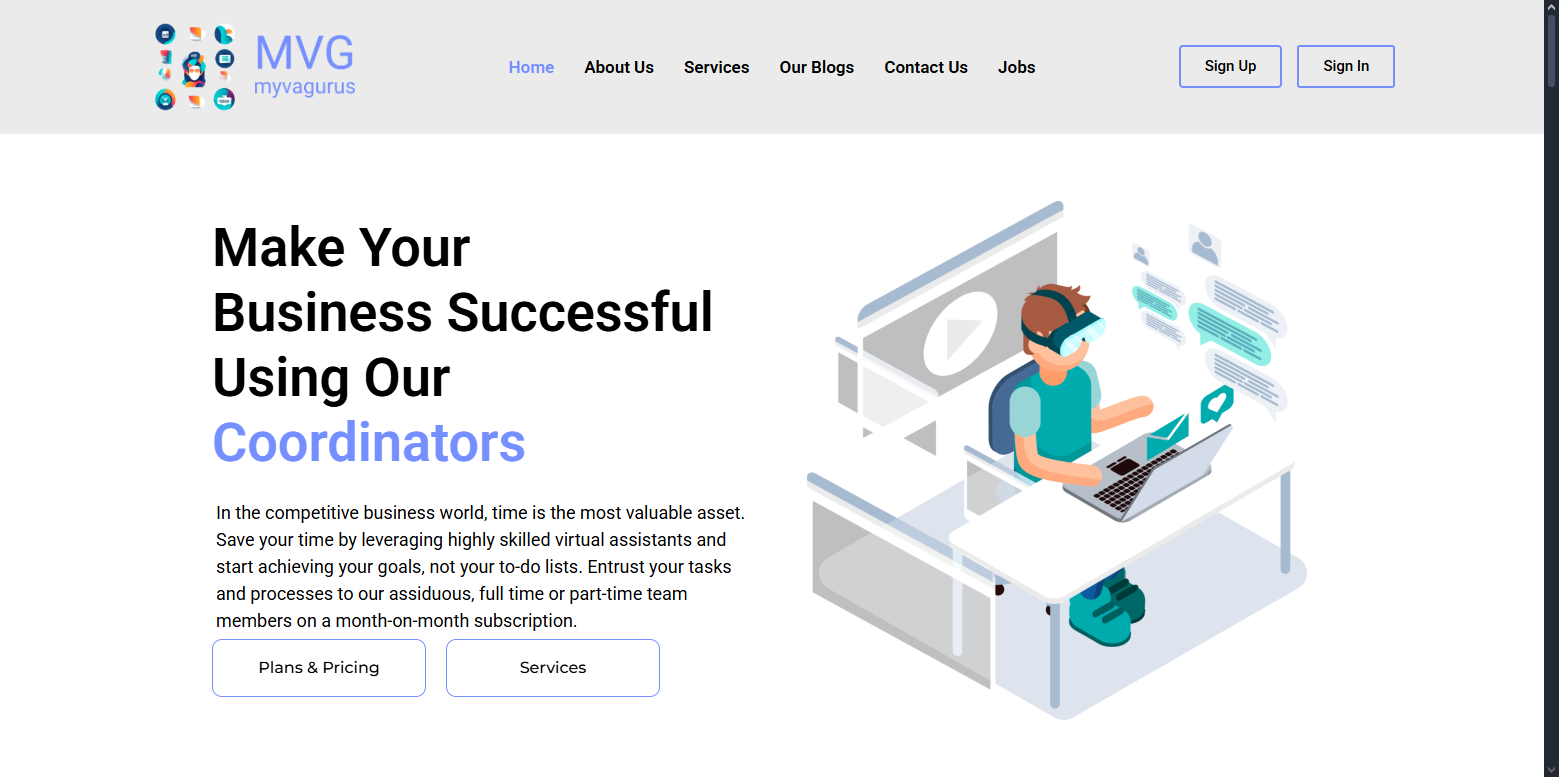 MVG
myvagurus
Home About Us Services Our Blogs Contact Us Jobs
Sign Up Sign In
Make Your
Business Successful
Using Our
Coordinators
In the competitive business world, time is the most valuable asset.
Save your time by leveraging highly skilled virtual assistants and
start achieving your goals, not your to-do lists. Entrust your tasks
and processes to our assiduous, full time or part-time team
members on a month-on-month subscription.
Plans & Pricing Services